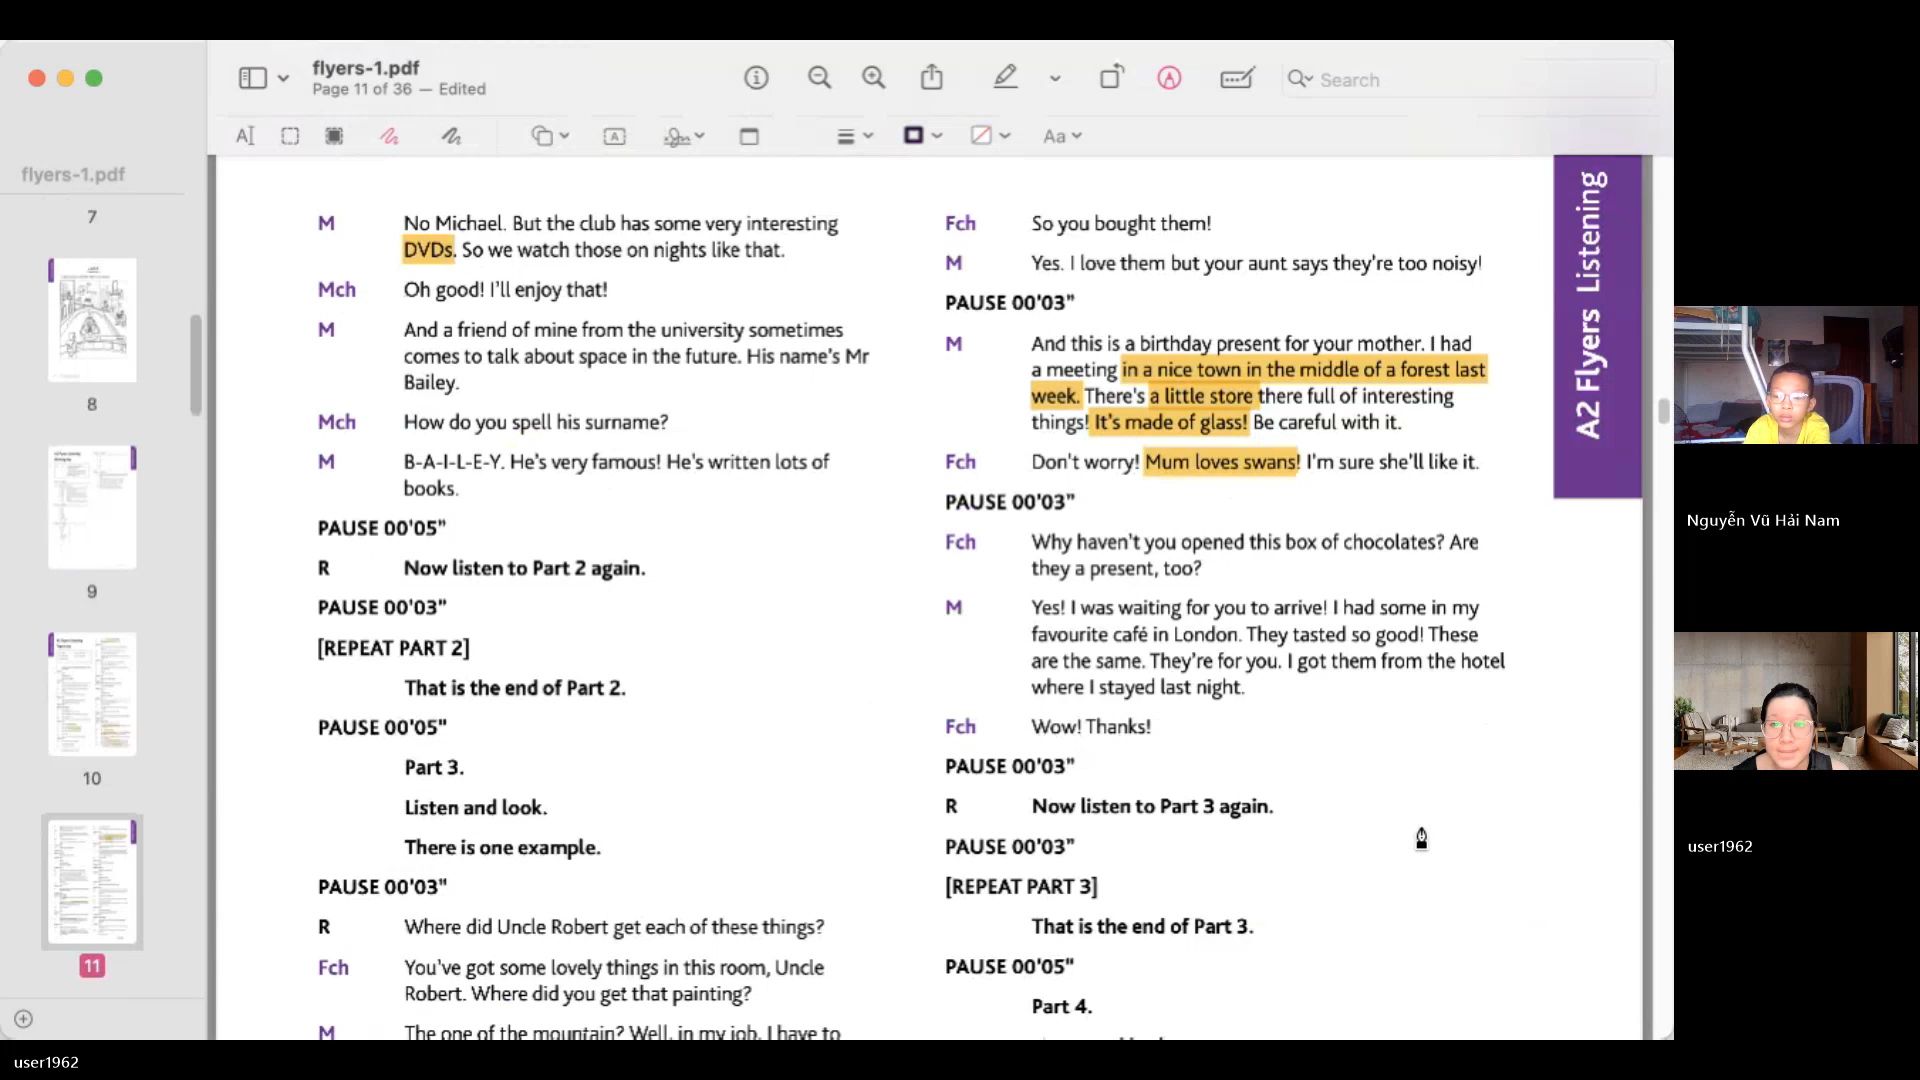 flyers-1.pdf
Page 11 of 36 — Edited
Search
flyers-1.pdf
7
8
9
10
11
M No Michael. But the club has some very interesting
DVDs. So we watch those on nights like that.
Mch Oh good! I'll enjoy that!
M And a friend of mine from the university sometimes
comes to talk about space in the future. His name's Mr
Bailey.
Mch How do you spell his surname?
M B-A-I-L-E-Y. He's very famous! He's written lots of
books.
PAUSE 00'05"
R Now listen to Part 2 again.
PAUSE 00'03"
[REPEAT PART 2]
That is the end of Part 2.
PAUSE 00'05"
Part 3.
Listen and look.
There is one example.
PAUSE 00'03"
R Where did Uncle Robert get each of these things?
Fch You've got some lovely things in this room, Uncle
Robert. Where did you get that painting?
M The one of the mountain? Well, in my job, I have to
Fch So you bought them!
M Yes. I love them but your aunt says they're too noisy!
PAUSE 00'03"
M And this is a birthday present for your mother. I had
a meeting in a nice town in the middle of a forest last
week. There's a little store there full of interesting
things! It's made of glass! Be careful with it.
Fch Don't worry! Mum loves swans! I'm sure she'll like it.
PAUSE 00'03"
Fch Why haven't you opened this box of chocolates? Are
they a present, too?
M Yes! I was waiting for you to arrive! I had some in my
favourite café in London. They tasted so good! These
are the same. They're for you. I got them from the hotel
where I stayed last night.
Fch Wow! Thanks!
PAUSE 00'03"
R Now listen to Part 3 again.
PAUSE 00'03"
[REPEAT PART 3]
That is the end of Part 3.
PAUSE 00'05"
Part 4.
A2 Flyers Listening
Nguyễn Vũ Hải Nam
user1962
user1962